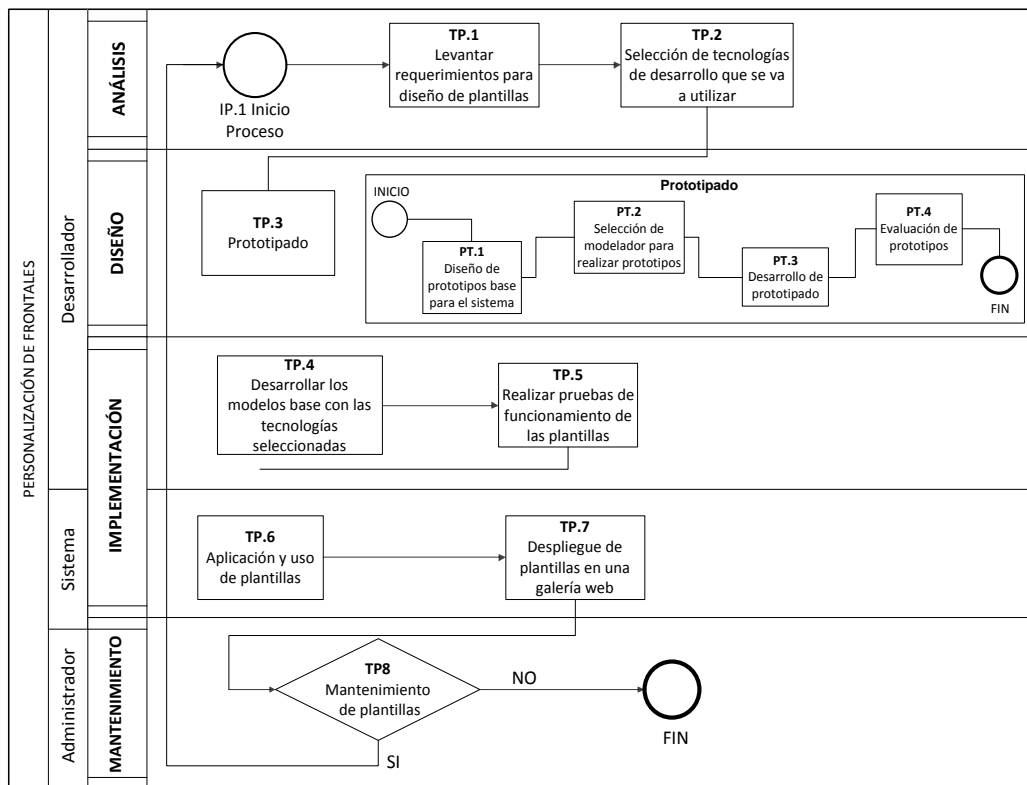 PERSONALIZACIÓN DE FRONTALES
Desarrollador
Sistema
Administrador
ANÁLISIS
IP.1 Inicio
Proceso
TP.1
Levantar
requerimientos para
diseño de plantillas
TP.2
Selección de tecnologías
de desarrollo que se va
a utilizar
DISEÑO
TP.3
Prototipado
Prototipado
INICIO
PT.1
Diseño de
prototipos base
para el sistema
PT.2
Selección de
modelador para
realizar prototipos
PT.3
Desarrollo de
prototipado
PT.4
Evaluación de
prototipos
FIN
IMPLEMENTACIÓN
TP.4
Desarrollar los
modelos base con las
tecnologías
seleccionadas
TP.5
Realizar pruebas de
funcionamiento de
las plantillas
TP.6
Aplicación y uso
de plantillas
TP.7
Despliegue de
plantillas en una
galería web
MANTENIMIENTO
TP8
Mantenimiento
de plantillas
NO
SI
FIN